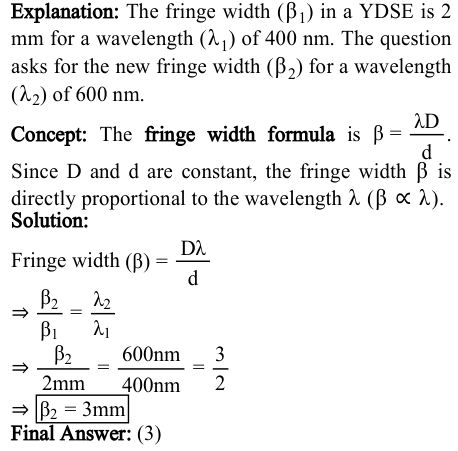 Explanation: The fringe width (β₁) in a YDSE is 2
mm for a wavelength (λ₁) of 400 nm. The question
asks for the new fringe width (β₂) for a wavelength
(λ₂) of 600 nm.
Concept: The fringe width formula is β = λD/d.
Since D and d are constant, the fringe width β is
directly proportional to the wavelength λ (β ∝ λ).
Solution:
Fringe width (β) = Dλ/d
⇒ β₂/β₁ = λ₂/λ₁
⇒ β₂/2mm = 600nm/400nm = 3/2
⇒ β₂ = 3mm
Final Answer: (3)